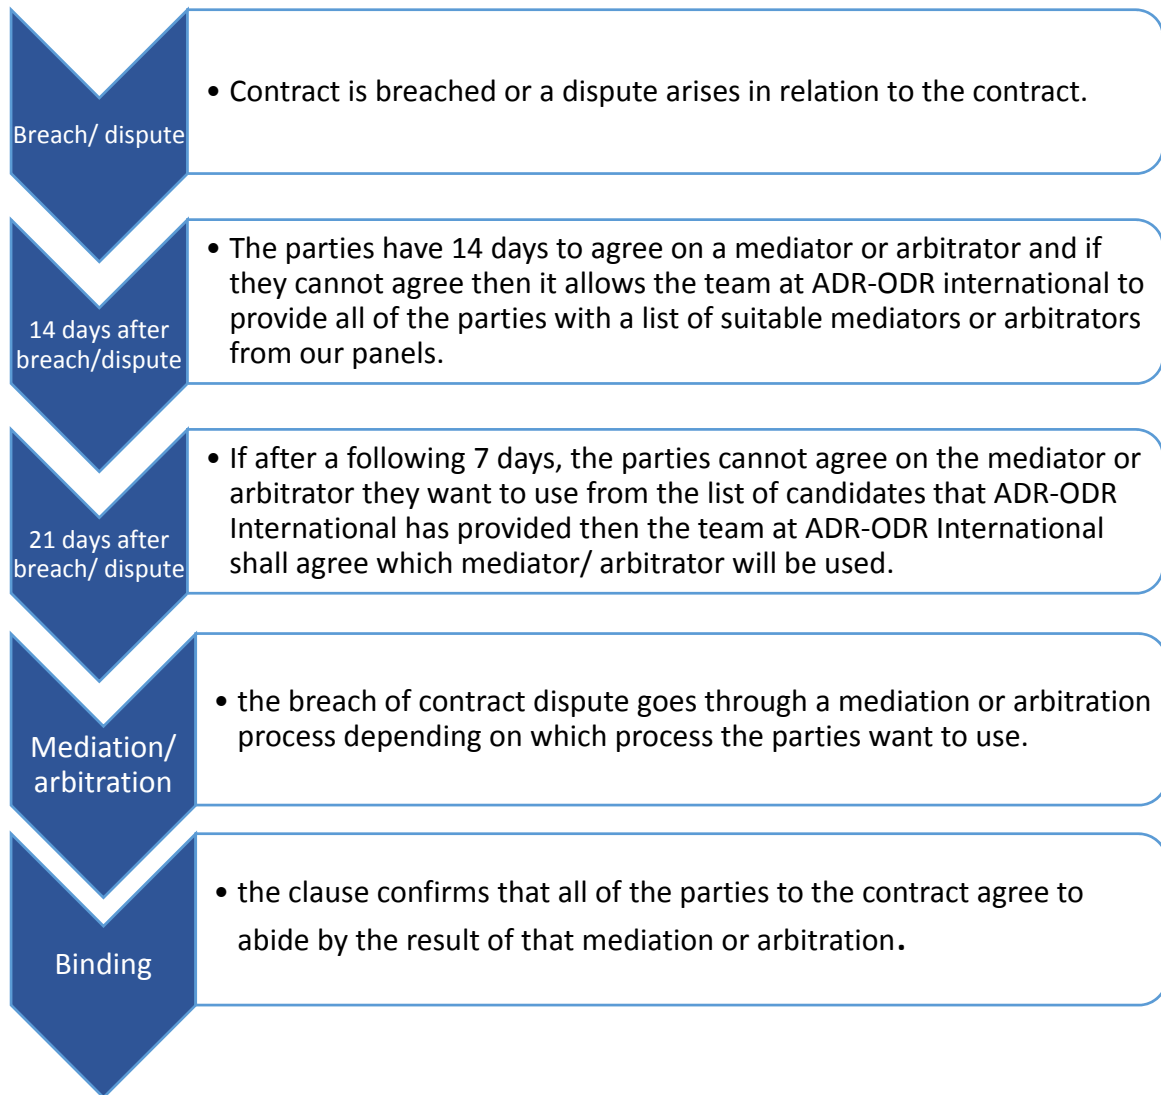 Breach/ dispute
• Contract is breached or a dispute arises in relation to the contract.
14 days after
breach/dispute
• The parties have 14 days to agree on a mediator or arbitrator and if
they cannot agree then it allows the team at ADR-ODR international to
provide all of the parties with a list of suitable mediators or arbitrators
from our panels.
21 days after
breach/ dispute
• If after a following 7 days, the parties cannot agree on the mediator or
arbitrator they want to use from the list of candidates that ADR-ODR
International has provided then the team at ADR-ODR International
shall agree which mediator/ arbitrator will be used.
Mediation/
arbitration
• the breach of contract dispute goes through a mediation or arbitration
process depending on which process the parties want to use.
Binding
• the clause confirms that all of the parties to the contract agree to
abide by the result of that mediation or arbitration.